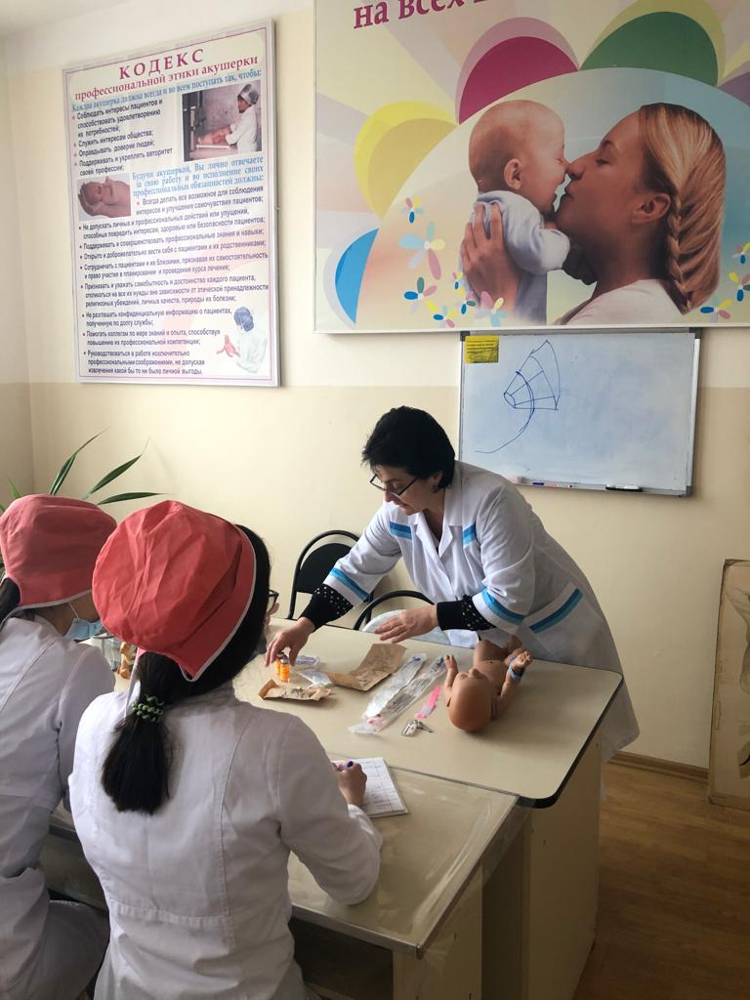 КОДЕКС
профессиональной этики акушерки
Каждая акушерка должна всегда и во всем поступать так, чтобы:
Соблюдать интересы пациентов и
способствовать удовлетворению
их потребностей;
Служить интересам общества;
Оправдывать доверие людей;
Поддерживать и укреплять авторитет
своей профессии;
Будучи акушеркой, Вы лично отвечаете
за свою работу и во исполнение своих
профессиональных обязанностей должны:
Всегда делать все возможное для соблюдения
интересов и улучшения самочувствия пациентов;
Не допускать личных и профессиональных действий или упущений,
способных повредить интересам, здоровью или безопасности пациентов;
Поддерживать и совершенствовать профессиональные знания и навыки;
Открыто и доброжелательно вести себя с пациентами и их родственниками;
Сотрудничать с пациентами и их близкими, признавая их самостоятельность
и право участия в планировании и проведения курса лечения;
Признавать и уважать самобытность и достоинство каждого пациента,
откликаться на все их нужды вне зависимости от этической принадлежности
религиозных убеждений, личных качеств, природы их болезни;
Не разглашать конфиденциальную информацию о пациентах,
полученную по долгу службы;
Помогать коллегам по мере знаний и опыта, способствуя
повышению их профессиональной компетенции;
Руководствоваться в работе исключительно
профессиональными соображениями, не допуская
извлечения какой бы то ни было личной выгоды.
на всех